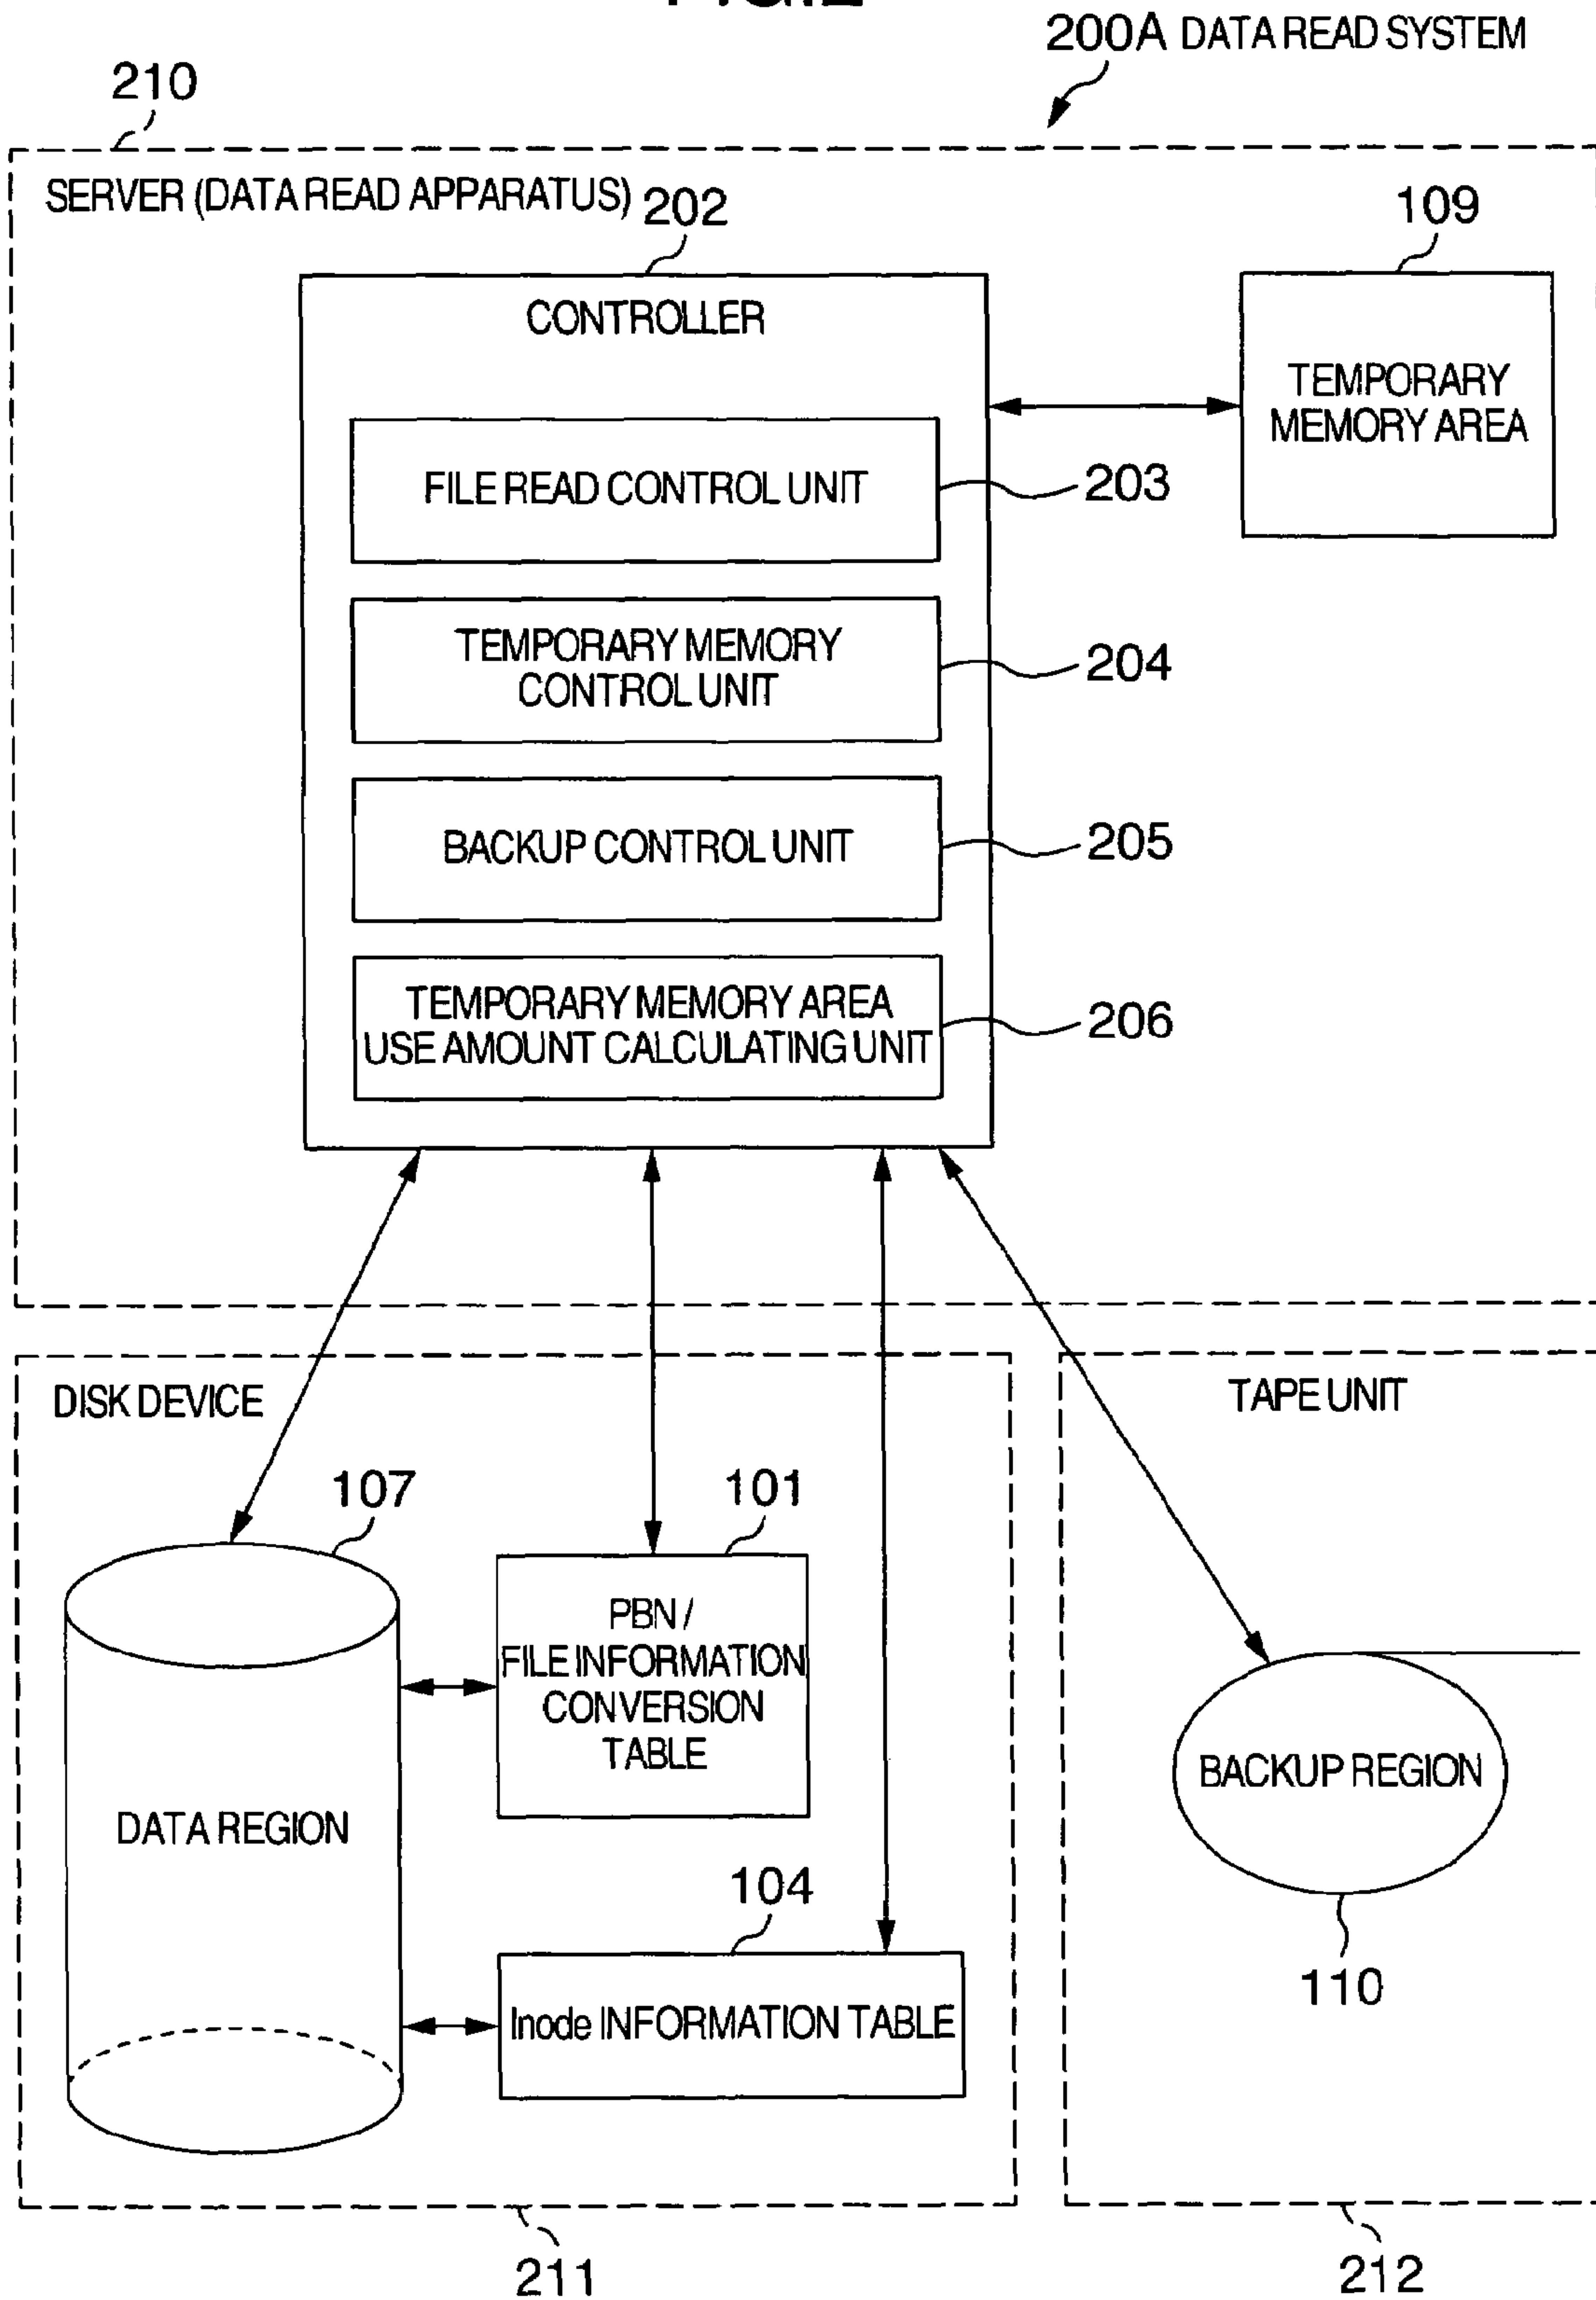 200A DATA READ SYSTEM
210
SERVER (DATA READ APPARATUS)
202
109
CONTROLLER
TEMPORARY
MEMORY AREA
FILE READ CONTROL UNIT
203
TEMPORARY MEMORY
CONTROL UNIT
204
BACKUP CONTROL UNIT
205
TEMPORARY MEMORY AREA
USE AMOUNT CALCULATING UNIT
206
DISK DEVICE
TAPE UNIT
107
101
PBN /
FILE INFORMATION
CONVERSION
TABLE
DATA REGION
BACKUP REGION
104
110
Inode INFORMATION TABLE
211
212